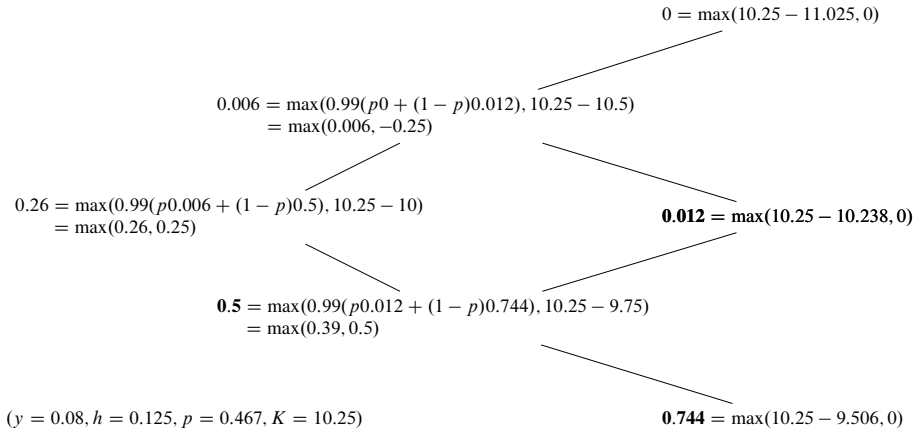 0 = max(10.25 − 11.025, 0)
0.006 = max(0.99(p0 + (1 − p)0.012), 10.25 − 10.5)
= max(0.006, −0.25)
0.26 = max(0.99(p0.006 + (1 − p)0.5), 10.25 − 10)
= max(0.26, 0.25)
0.012 = max(10.25 − 10.238, 0)
0.5 = max(0.99(p0.012 + (1 − p)0.744), 10.25 − 9.75)
= max(0.39, 0.5)
(y = 0.08, h = 0.125, p = 0.467, K = 10.25)
0.744 = max(10.25 − 9.506, 0)